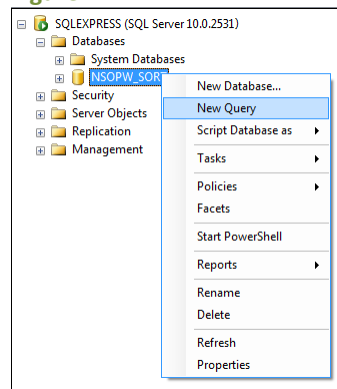 SQLEXPRESS (SQL Server 10.0.2531)
Databases
System Databases
NSOPW_SORT
Security
Server Objects
Replication
Management
New Database...
New Query
Script Database as
Tasks
Policies
Facets
Start PowerShell
Reports
Rename
Delete
Refresh
Properties